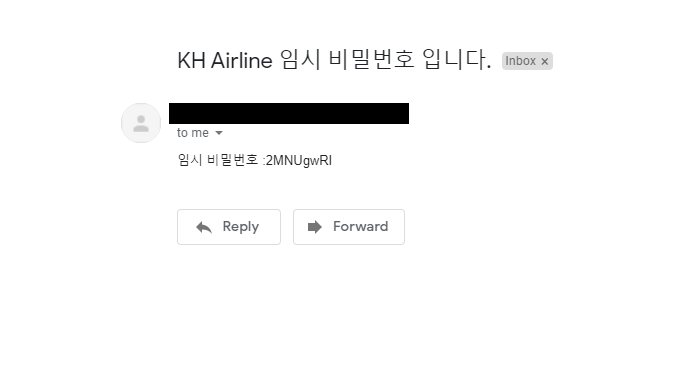 KH Airline 임시 비밀번호 입니다. Inbox ×
to me
임시 비밀번호 :2MNUgwRI
Reply Forward